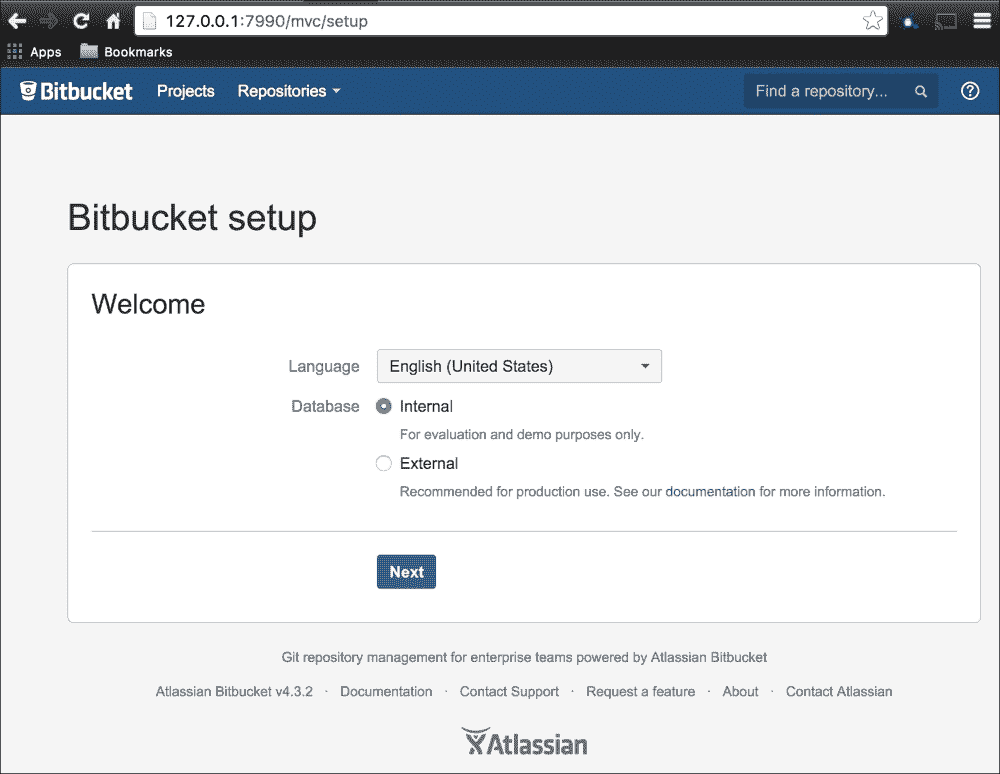 127.0.0.1:7990/mvc/setup
Apps Bookmarks
Bitbucket Projects Repositories Find a repository... ?
Bitbucket setup
Welcome
Language English (United States)
Database Internal
For evaluation and demo purposes only.
External
Recommended for production use. See our documentation for more information.
Next
Git repository management for enterprise teams powered by Atlassian Bitbucket
Atlassian Bitbucket v4.3.2 · Documentation · Contact Support · Request a feature · About · Contact Atlassian
Atlassian